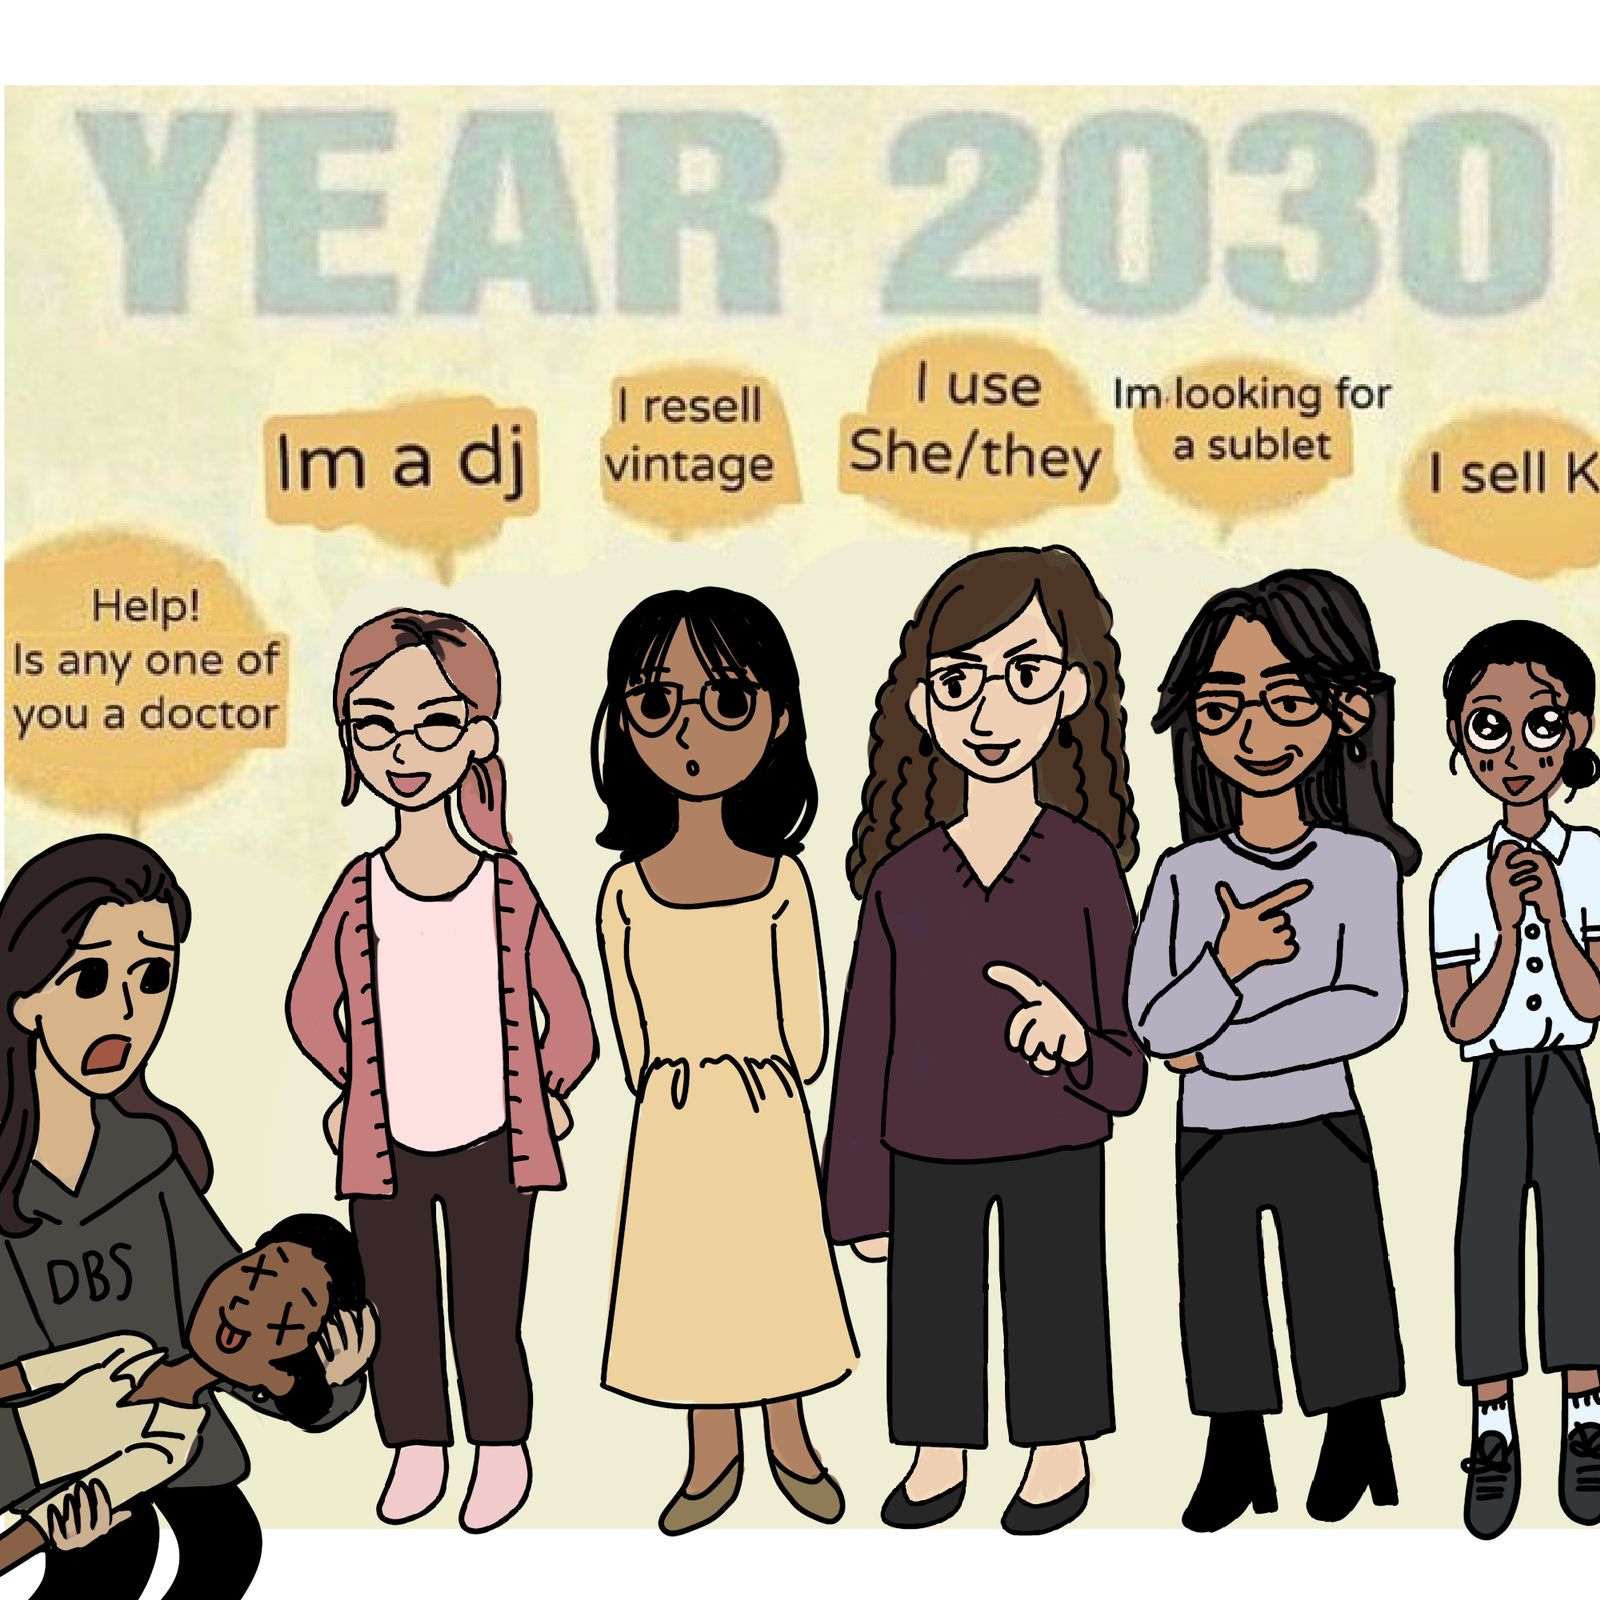 YEAR 2030
Help!
Is any one of
you a doctor
Im a dj
I resell
vintage
I use
She/they
Im looking for
a sublet
I sell K
DBS